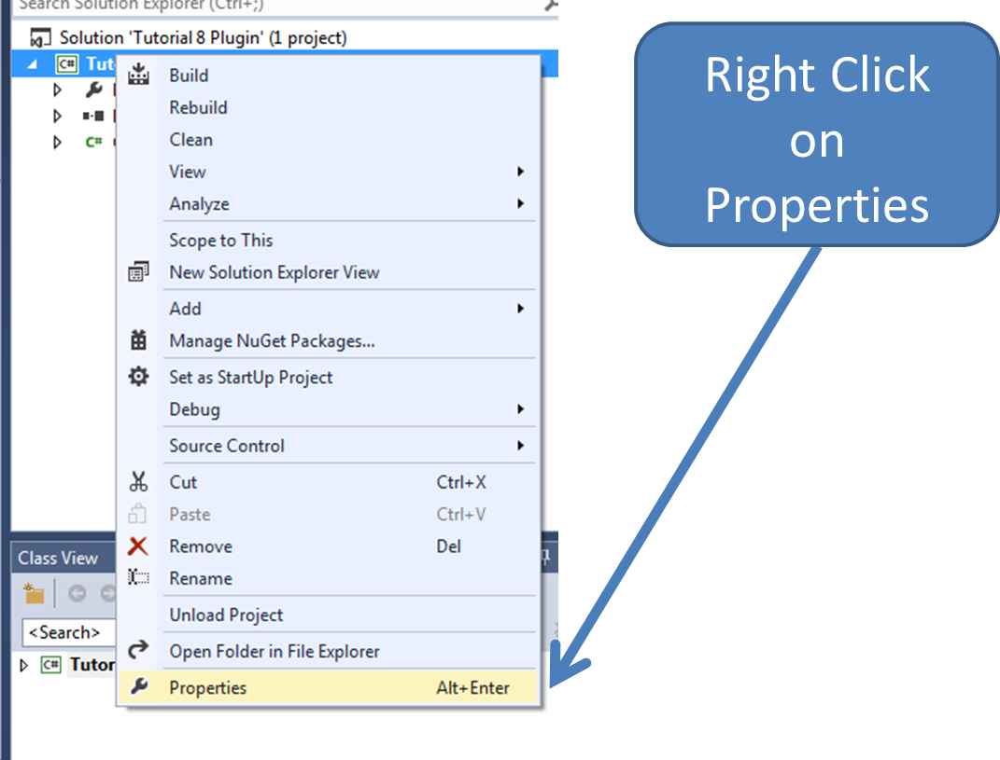 Search Solution Explorer (Ctrl+;)
Solution 'Tutorial 8 Plugin' (1 project)
C#
Build
Rebuild
Clean
View
Analyze
Scope to This
New Solution Explorer View
Add
Manage NuGet Packages...
Set as StartUp Project
Debug
Source Control
Cut Ctrl+X
Paste Ctrl+V
Remove Del
Rename
Unload Project
Open Folder in File Explorer
Properties Alt+Enter
C#
Class View
<Search>
C# Tutor
Right Click
on
Properties